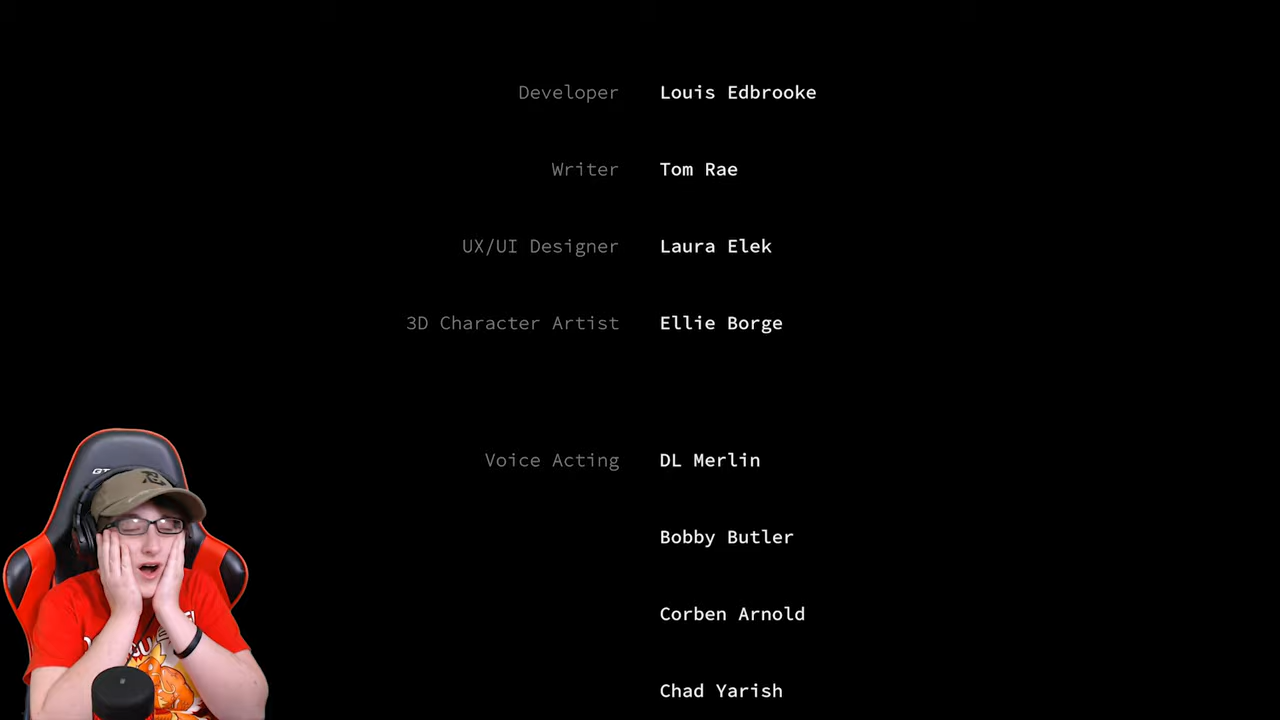 Developer Louis Edbrooke
Writer Tom Rae
UX/UI Designer Laura Elek
3D Character Artist Ellie Borge
Voice Acting DL Merlin
Bobby Butler
Corben Arnold
Chad Yarish
GT